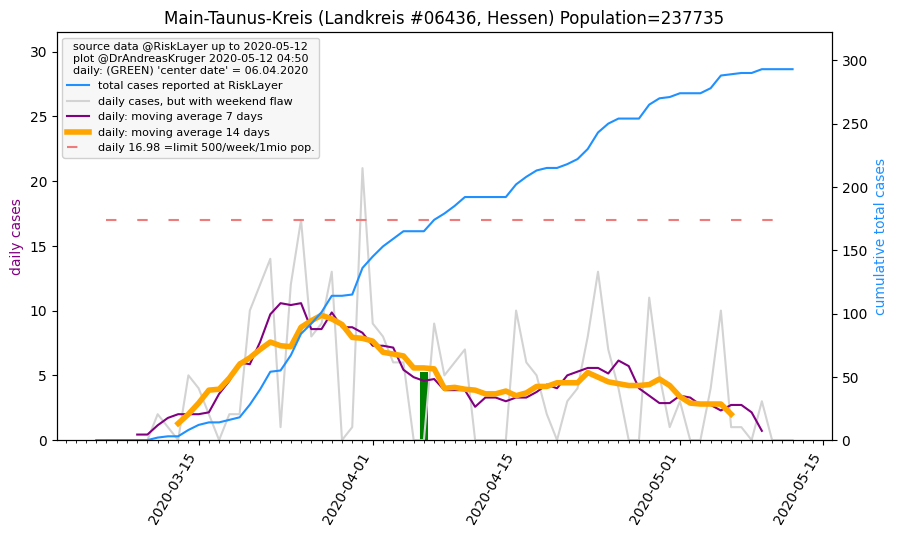 Main-Taunus-Kreis (Landkreis #06436, Hessen) Population=237735
source data @RiskLayer up to 2020-05-12
plot @DrAndreasKruger 2020-05-12 04:50
daily: (GREEN) 'center date' = 06.04.2020
total cases reported at RiskLayer
daily cases, but with weekend flaw
daily: moving average 7 days
daily: moving average 14 days
daily 16.98 =limit 500/week/1mio pop.
daily cases
30
25
20
15
10
5
0
cumulative total cases
300
250
200
150
100
50
0
2020-03-15
2020-04-01
2020-04-15
2020-05-01
2020-05-15